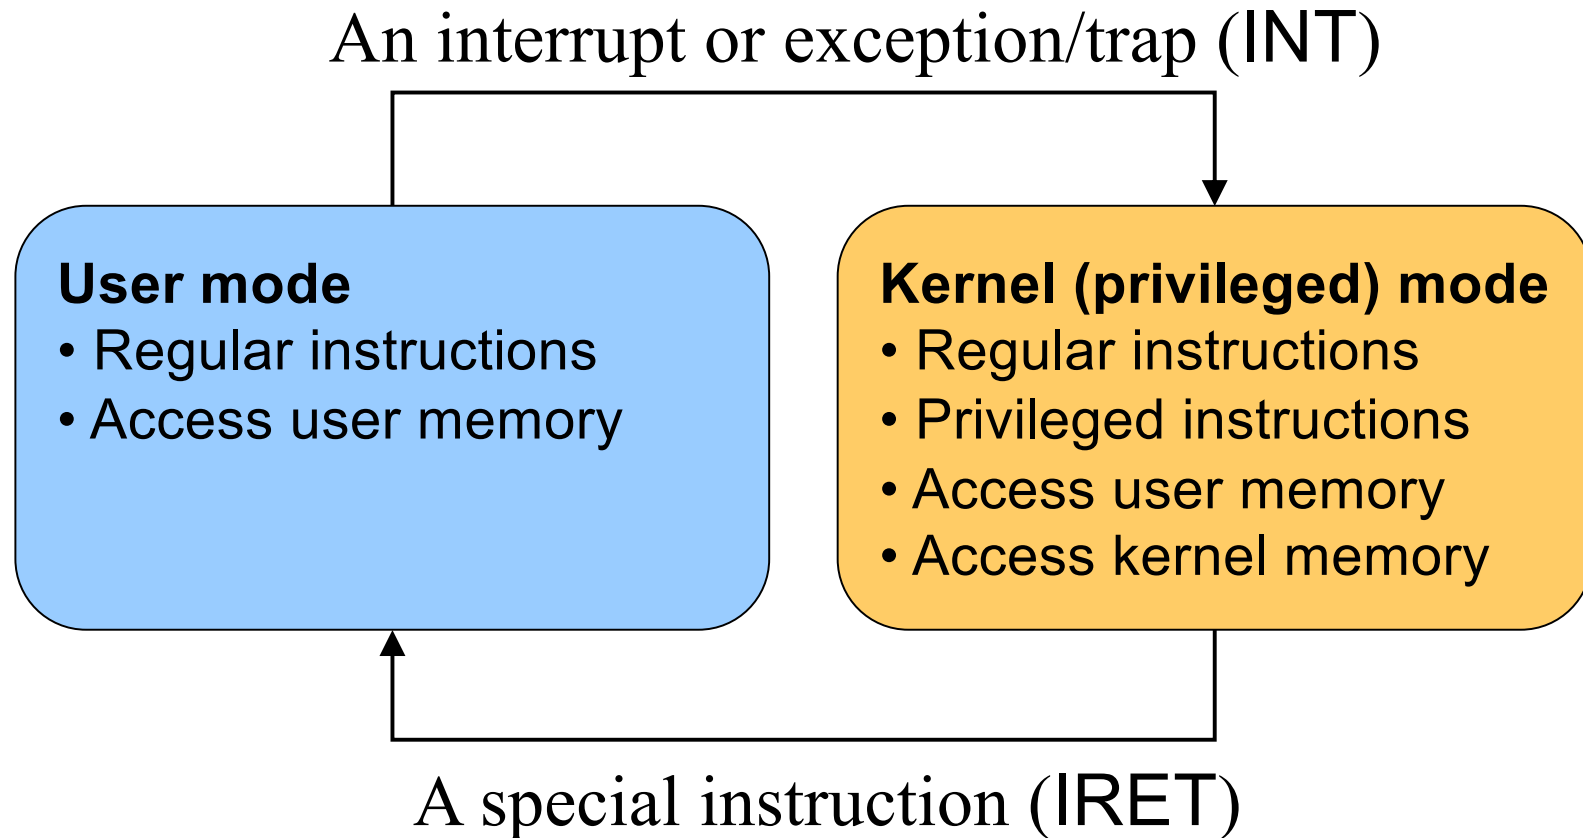 An interrupt or exception/trap (INT)
User mode
• Regular instructions
• Access user memory
Kernel (privileged) mode
• Regular instructions
• Privileged instructions
• Access user memory
• Access kernel memory
A special instruction (IRET)